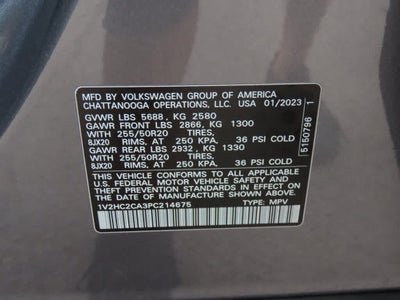 MFD BY VOLKSWAGEN GROUP OF AMERICA
CHATTANOOGA OPERATIONS, LLC. USA 01/2023
GVWR LBS 5688, KG 2580
GAWR FRONT LBS 2866, KG 1300
WITH 255/50R20 TIRES,
8JX20 RIMS, AT 250 KPA, 36 PSI COLD
GAWR REAR LBS 2932, KG 1330
WITH 255/50R20 TIRES,
8JX20 RIMS, AT 250 KPA, 36 PSI COLD
THIS VEHICLE CONFORMS TO ALL APPLICABLE
U.S. FEDERAL MOTOR VEHICLE SAFETY, BUMPER, AND
THEFT PREVENTION STANDARDS IN EFFECT ON
THE DATE OF MANUFACTURE SHOWN ABOVE.
1V2HC2CA3PC214675 TYPE: MPV
5150796 1